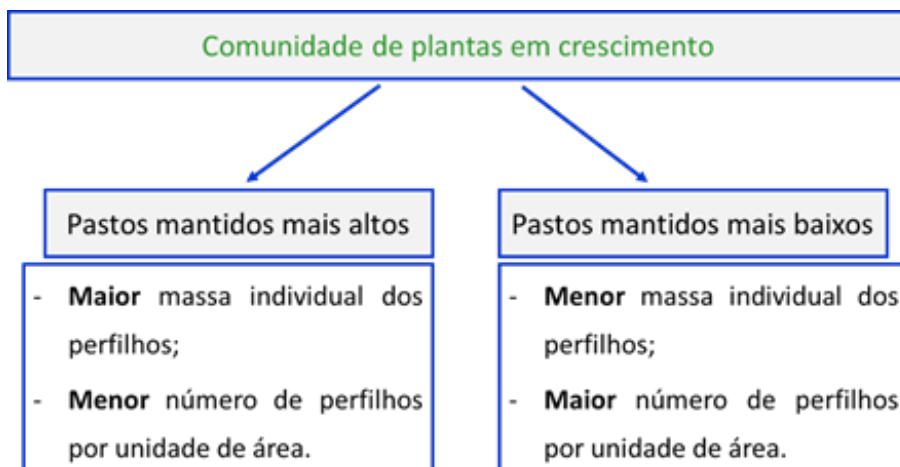 Comunidade de plantas em crescimento
Pastos mantidos mais altos
- Maior massa individual dos
perfilhos;
- Menor número de perfilhos
por unidade de área.
Pastos mantidos mais baixos
- Menor massa individual dos
perfilhos;
- Maior número de perfilhos
por unidade de área.